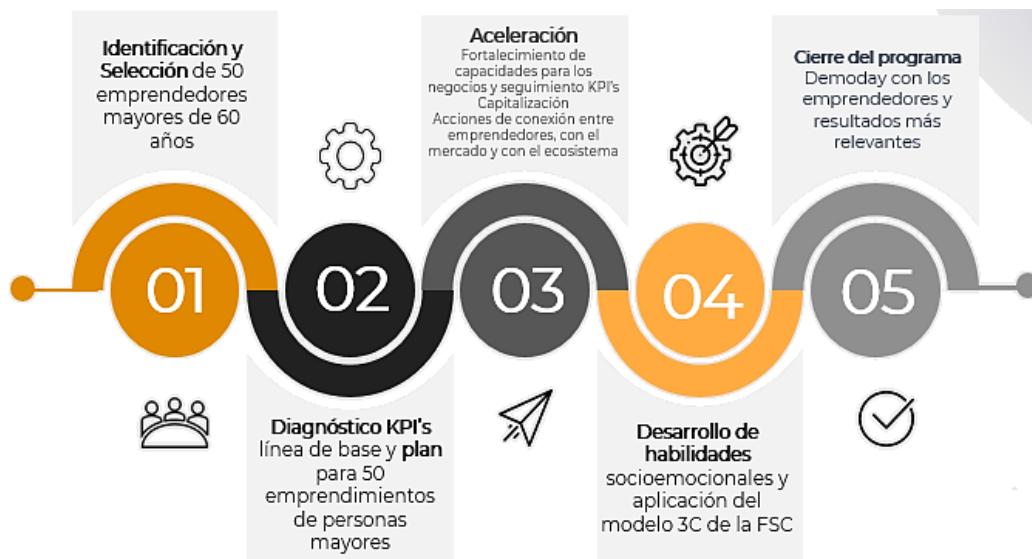 Identificación y
Selección de 50
emprendedores
mayores de 60
años
01
02
Diagnóstico KPI's
línea de base y plan
para 50
emprendimientos
de personas
mayores
Aceleración
Fortalecimiento de
capacidades para los
negocios y seguimiento KPI's
Capitalización
Acciones de conexión entre
emprendedores, con el
mercado y con el ecosistema
03
04
Desarrollo de
habilidades
socioemocionales y
aplicación del
modelo 3C de la FSC
Cierre del programa
Demoday con los
emprendedores y
resultados más
relevantes
05